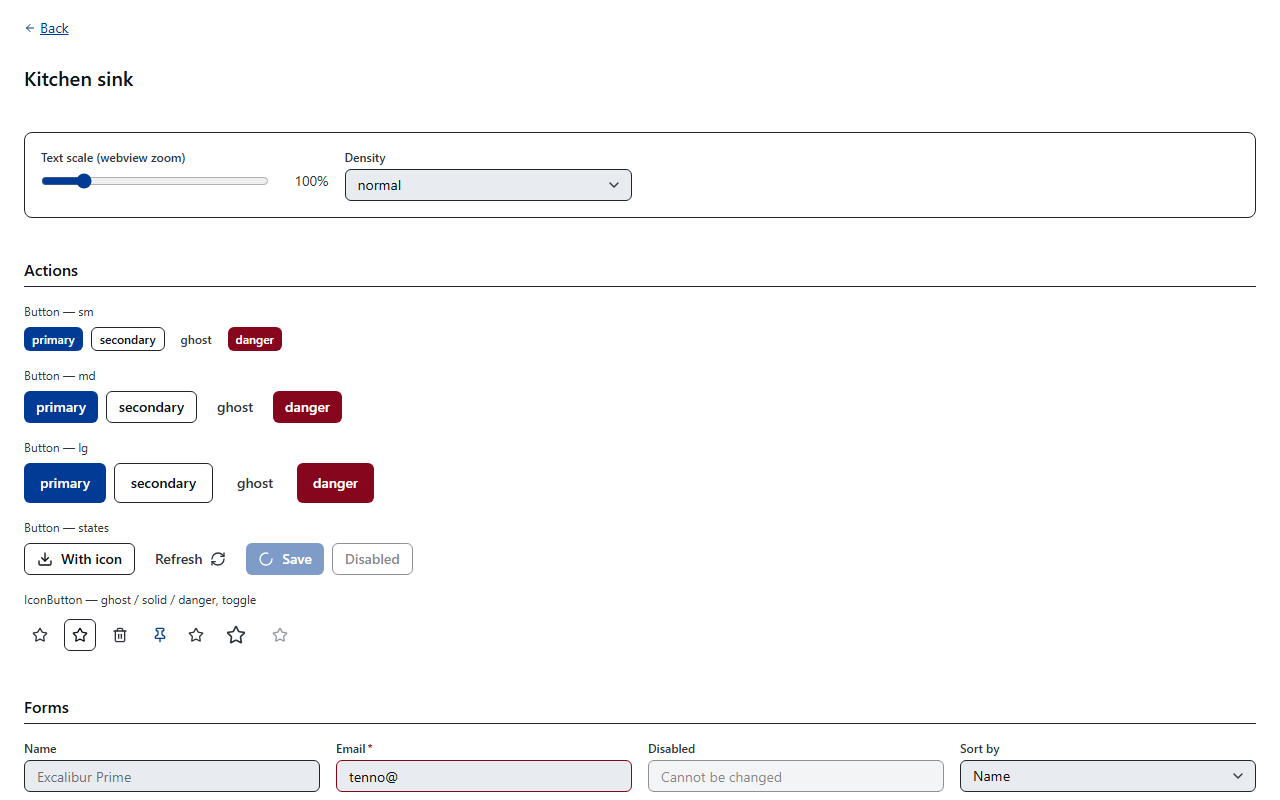 Back
Kitchen sink
Text scale (webview zoom)
100%
Density
normal
Actions
Button — sm
primary secondary ghost danger
Button — md
primary secondary ghost danger
Button — lg
primary secondary ghost danger
Button — states
With icon Refresh Save Disabled
IconButton — ghost / solid / danger, toggle
Forms
Name Email* Disabled Sort by
Excalibur Prime tenno@ Cannot be changed Name